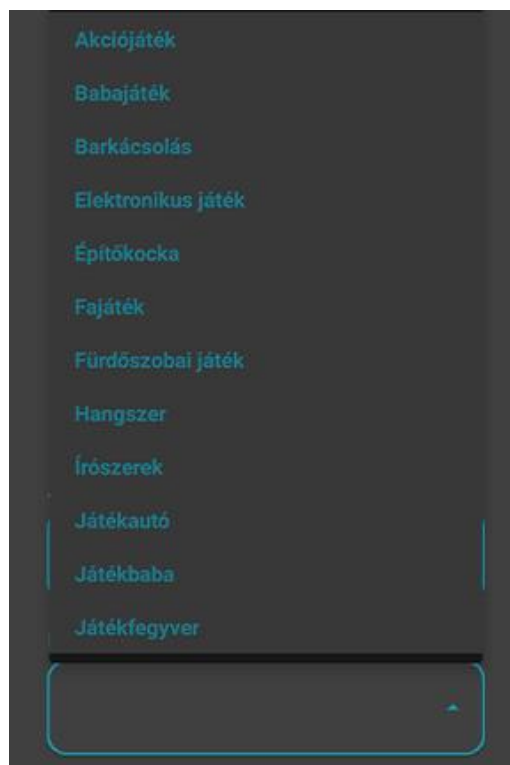 Akciójáték
Babajáték
Barkácsolás
Elektronikus játék
Építőkocka
Fajáték
Fürdőszobai játék
Hangszer
Írószerek
Játékautó
Játékbaba
Játékfegyver